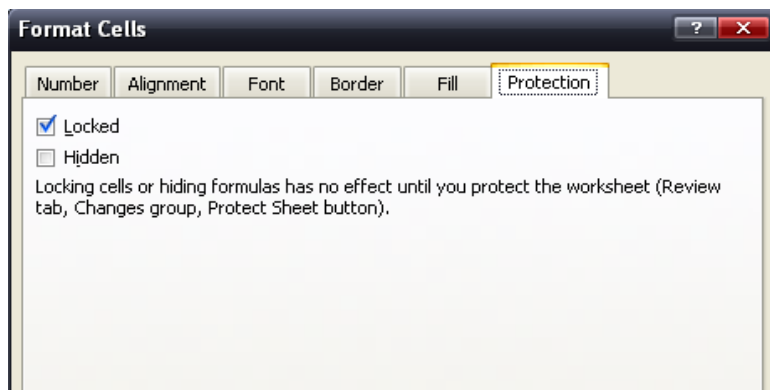 Format Cells
?
Number Alignment Font Border Fill Protection
Locked
Hidden
Locking cells or hiding formulas has no effect until you protect the worksheet (Review
tab, Changes group, Protect Sheet button).